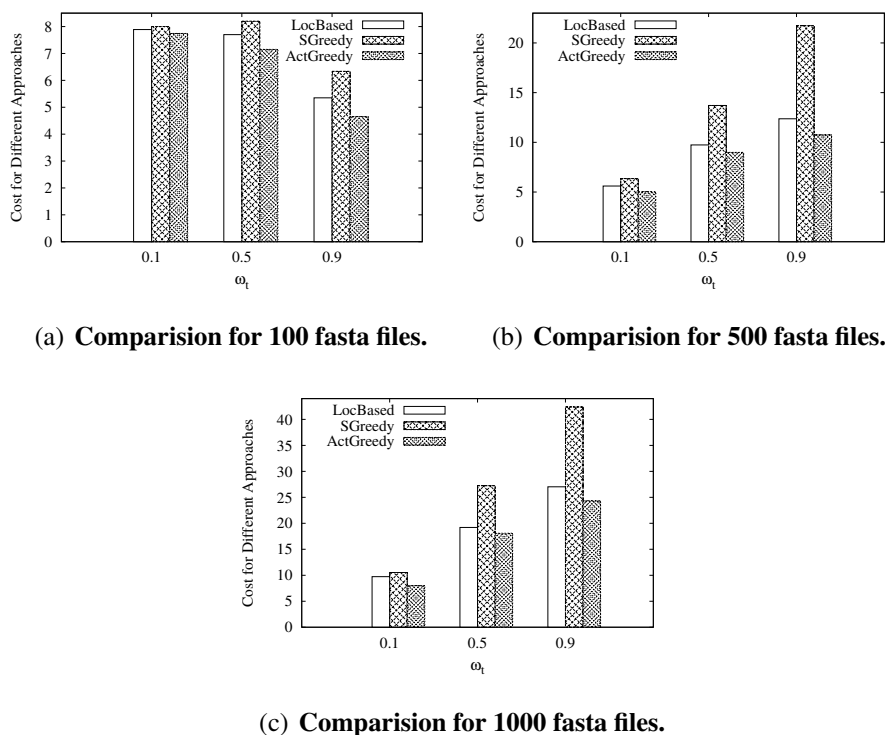 Cost for Different Approaches
8
7
6
5
4
3
2
1
0
LocBased
SGreedy
ActGreedy
0.1 0.5 0.9
ωt
(a) Comparision for 100 fasta files.
Cost for Different Approaches
20
15
10
5
0
LocBased
SGreedy
ActGreedy
0.1 0.5 0.9
ωt
(b) Comparision for 500 fasta files.
Cost for Different Approaches
40
35
30
25
20
15
10
5
0
LocBased
SGreedy
ActGreedy
0.1 0.5 0.9
ωt
(c) Comparision for 1000 fasta files.